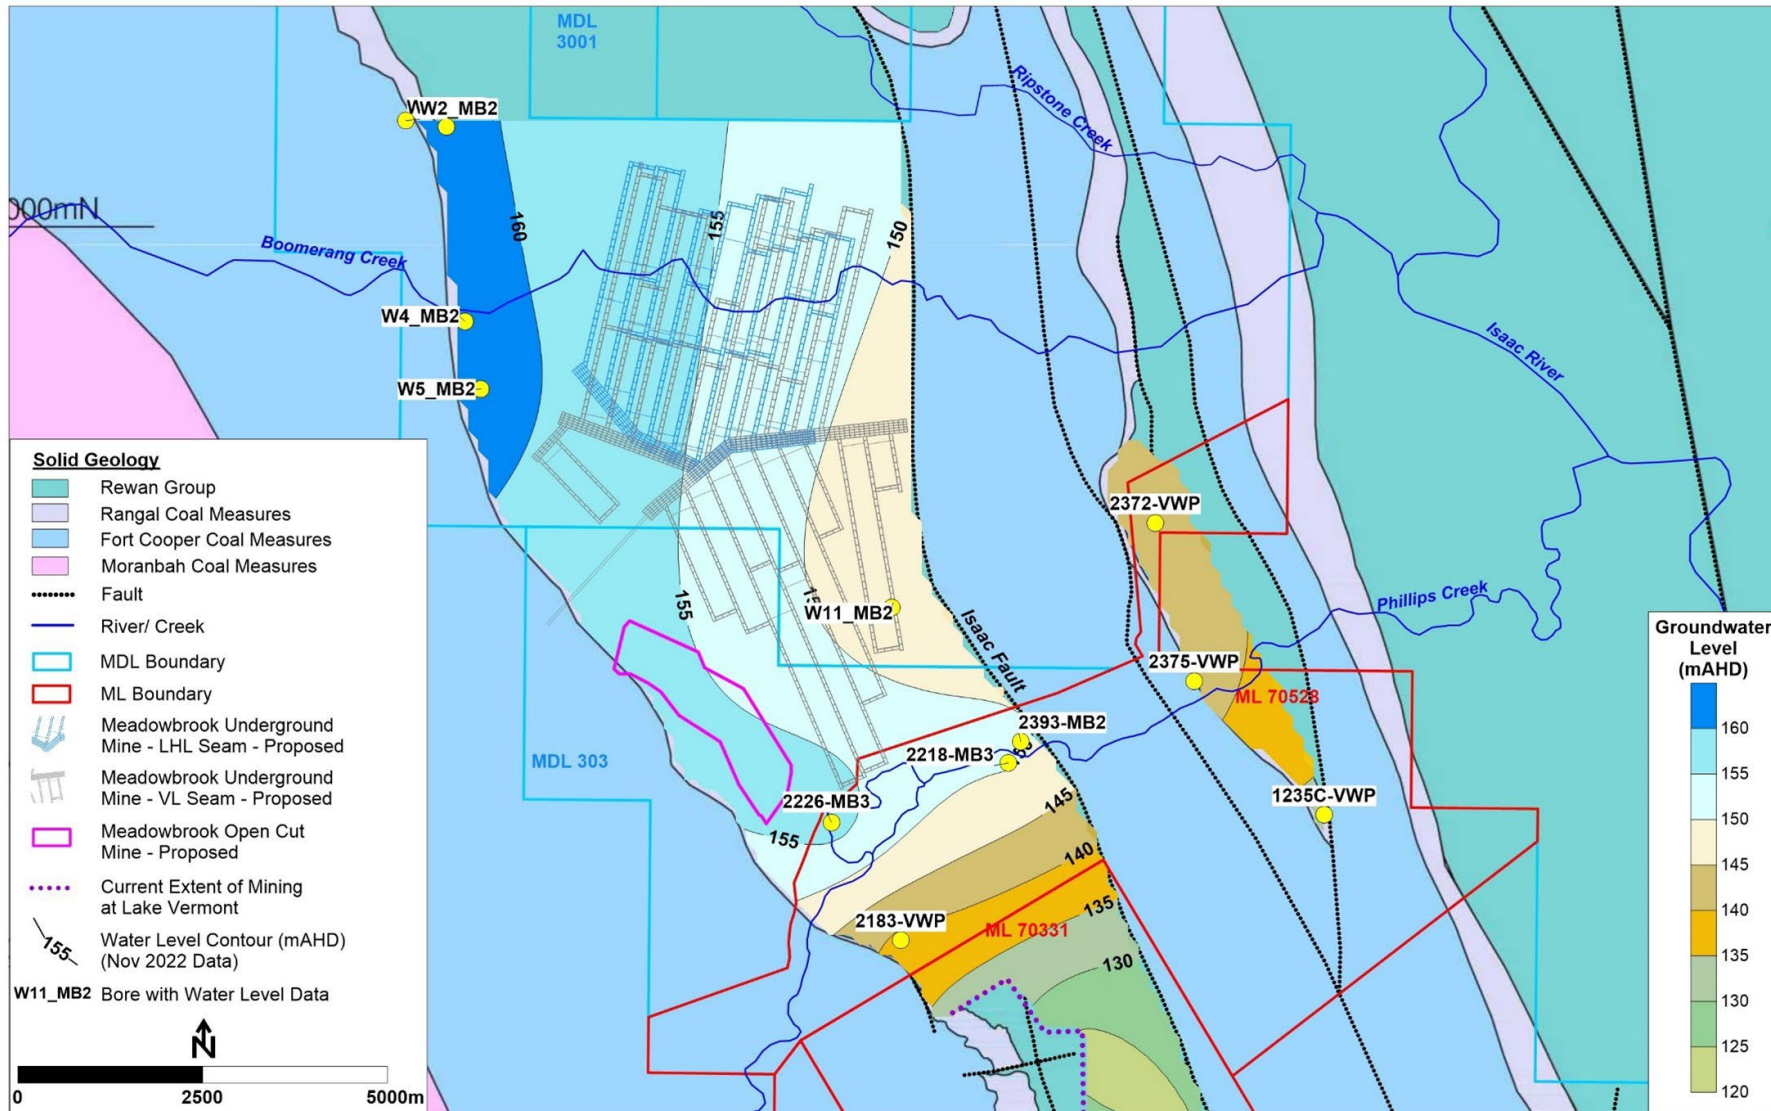 MDL
3001
WW2_MB2
Ripstone Creek
000mN
160
155
150
Boomerang Creek
W4_MB2
W5_MB2
Isaac River
2372-VWP
Phillips Creek
155
W11_MB2
Isaac Fault
2375-VWP
ML 70528
2393-MB2
2218-MB3
MDL 303
1235C-VWP
2226-MB3
155
145
140
2183-VWP
ML 70331
135
130
Solid Geology
Rewan Group
Rangal Coal Measures
Fort Cooper Coal Measures
Moranbah Coal Measures
Fault
River/ Creek
MDL Boundary
ML Boundary
Meadowbrook Underground
Mine - LHL Seam - Proposed
Meadowbrook Underground
Mine - VL Seam - Proposed
Meadowbrook Open Cut
Mine - Proposed
Current Extent of Mining
at Lake Vermont
155
Water Level Contour (mAHD)
(Nov 2022 Data)
W11_MB2 Bore with Water Level Data
N
0 2500 5000m
Groundwater
Level
(mAHD)
160
155
150
145
140
135
130
125
120